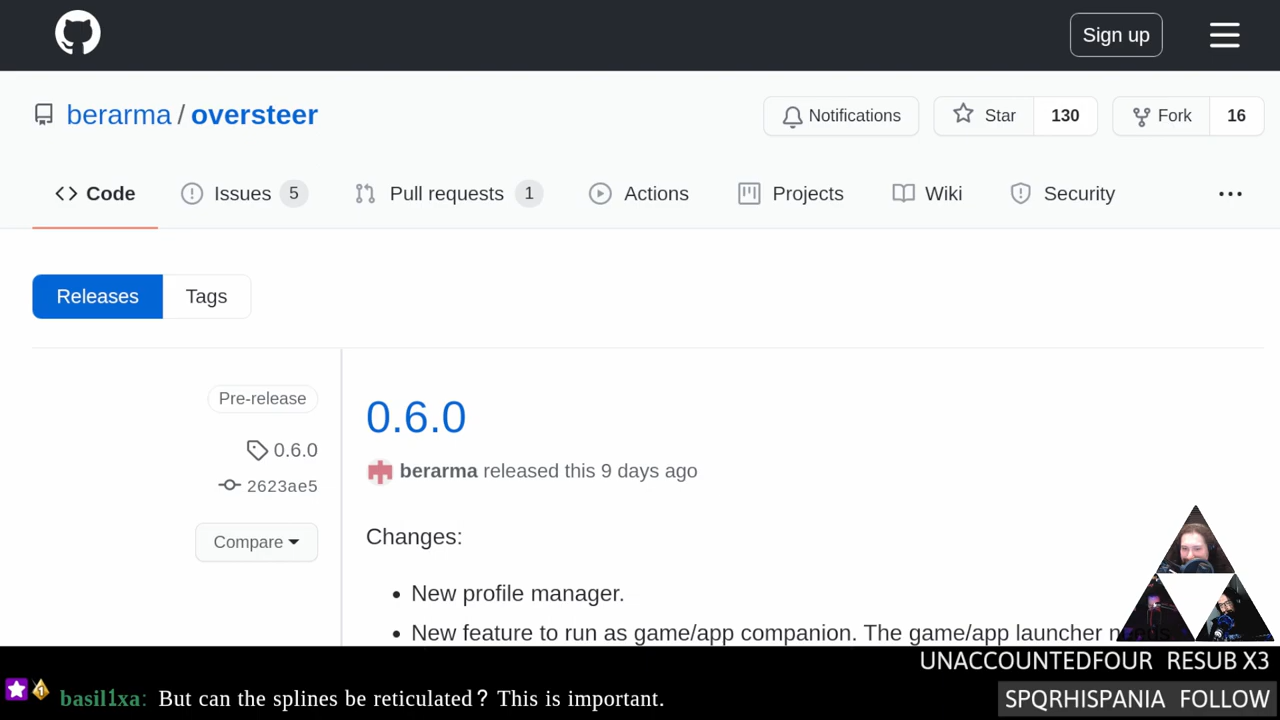 Sign up
berarma / oversteer
Notifications
Star 130
Fork 16
Code
Issues 5
Pull requests 1
Actions
Projects
Wiki
Security
Releases
Tags
Pre-release
0.6.0
2623ae5
Compare
0.6.0
berarma released this 9 days ago
Changes:
• New profile manager.
• New feature to run as game/app companion. The game/app launcher
UNACCOUNTEDFOUR RESUB X3
basil1xa: But can the splines be reticulated? This is important.
SPQRHISPANIA FOLLOW